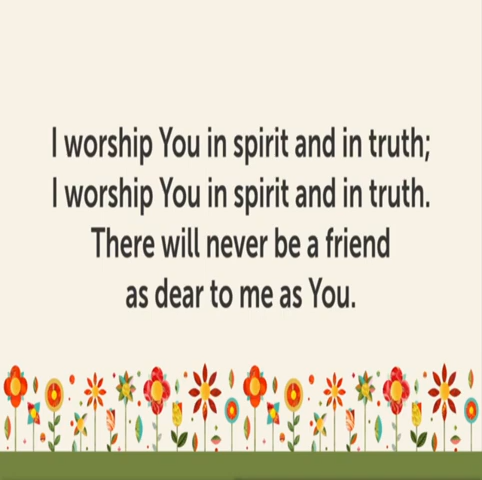 I worship You in spirit and in truth;
I worship You in spirit and in truth.
There will never be a friend
as dear to me as You.